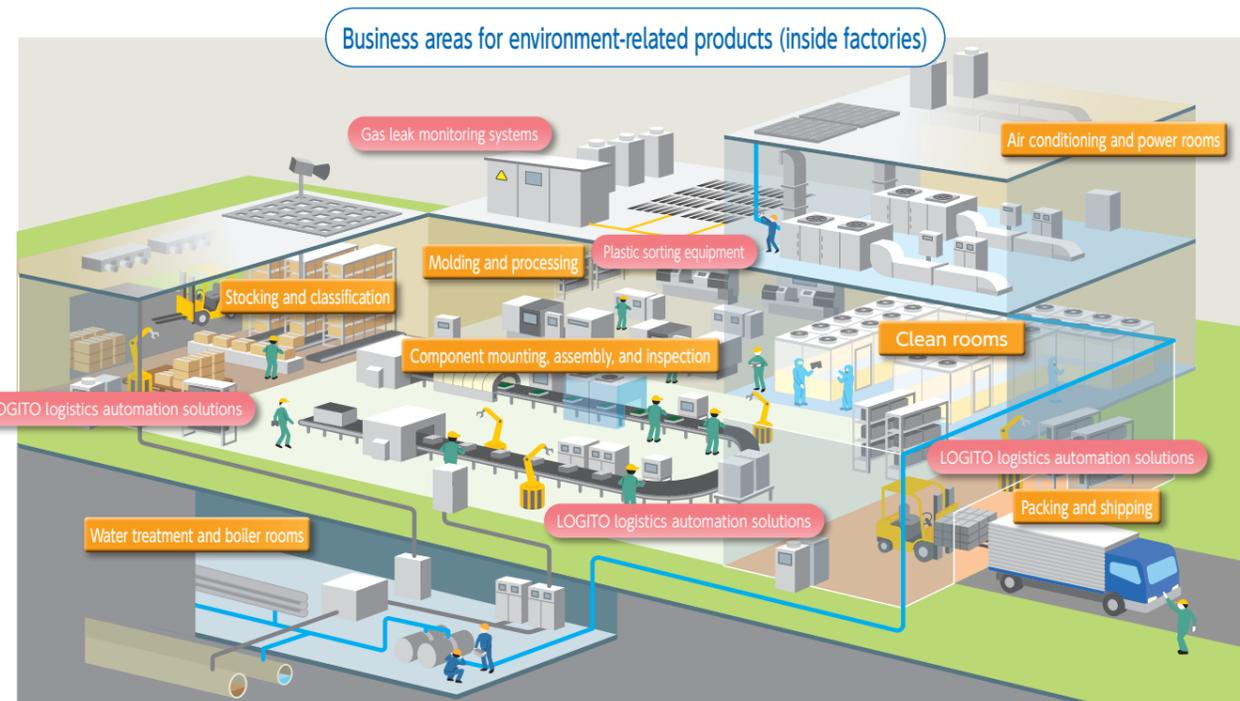 Business areas for environment-related products (inside factories)
Gas leak monitoring systems
Air conditioning and power rooms
Molding and processing
Plastic sorting equipment
Stocking and classification
Clean rooms
Component mounting, assembly, and inspection
OGITO logistics automation solutions
LOGITO logistics automation solutions
Packing and shipping
LOGITO logistics automation solutions
Water treatment and boiler rooms